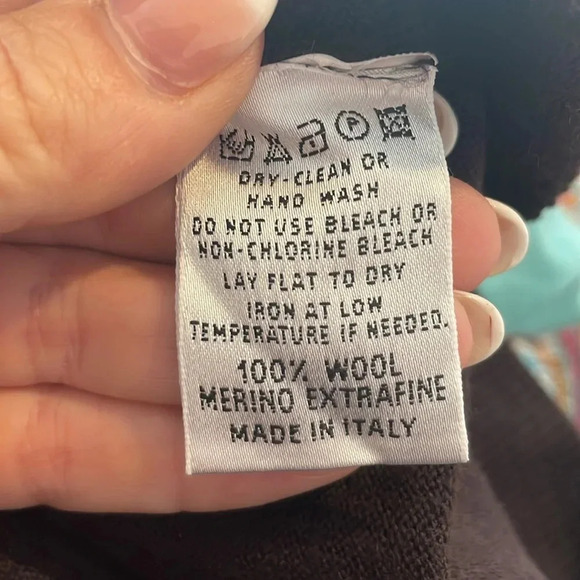 P
DRY-CLEAN OR
HAND WASH
DO NOT USE BLEACH OR
NON-CHLORINE BLEACH
LAY FLAT TO DRY
IRON AT LOW
TEMPERATURE IF NEEDED.
100% WOOL
MERINO EXTRAFINE
MADE IN ITALY